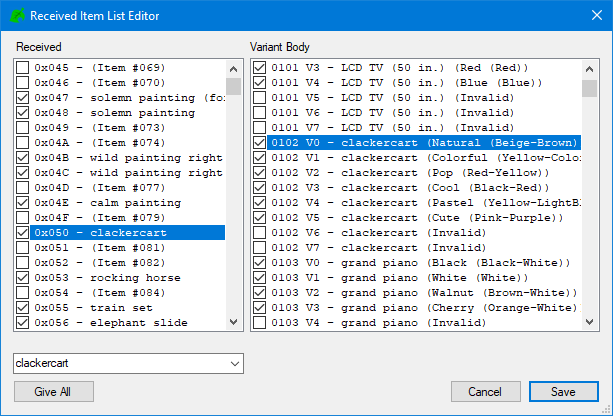 Received Item List Editor
Received
0x045 - (Item #069)
0x046 - (Item #070)
0x047 - solemn painting (fo
0x048 - solemn painting
0x049 - (Item #073)
0x04A - (Item #074)
0x04B - wild painting right
0x04C - wild painting right
0x04D - (Item #077)
0x04E - calm painting
0x04F - (Item #079)
0x050 - clackercart
0x051 - (Item #081)
0x052 - (Item #082)
0x053 - rocking horse
0x054 - (Item #084)
0x055 - train set
0x056 - elephant slide
Variant Body
0101 V3 - LCD TV (50 in.) (Red (Red))
0101 V4 - LCD TV (50 in.) (Blue (Blue))
0101 V5 - LCD TV (50 in.) (Invalid)
0101 V6 - LCD TV (50 in.) (Invalid)
0101 V7 - LCD TV (50 in.) (Invalid)
0102 V0 - clackercart (Natural (Beige-Brown)
0102 V1 - clackercart (Colorful (Yellow-Color
0102 V2 - clackercart (Pop (Red-Yellow))
0102 V3 - clackercart (Cool (Black-Red))
0102 V4 - clackercart (Pastel (Yellow-LightBl
0102 V5 - clackercart (Cute (Pink-Purple))
0102 V6 - clackercart (Invalid)
0102 V7 - clackercart (Invalid)
0103 V0 - grand piano (Black (Black-White))
0103 V1 - grand piano (White (White))
0103 V2 - grand piano (Walnut (Brown-White))
0103 V3 - grand piano (Cherry (Orange-White))
0103 V4 - grand piano (Invalid)
clackercart
Give All
Cancel
Save